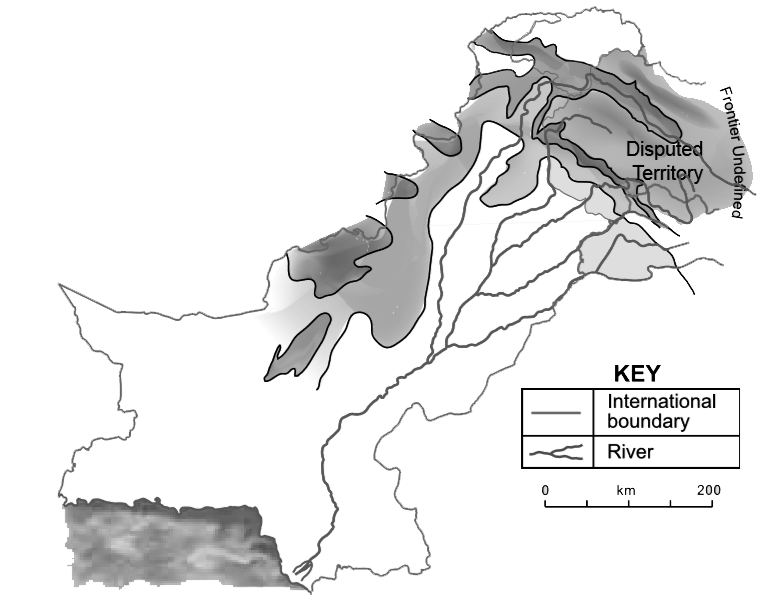 Frontier Undefined
Disputed
Territory
KEY
International
boundary
River
0 km 200